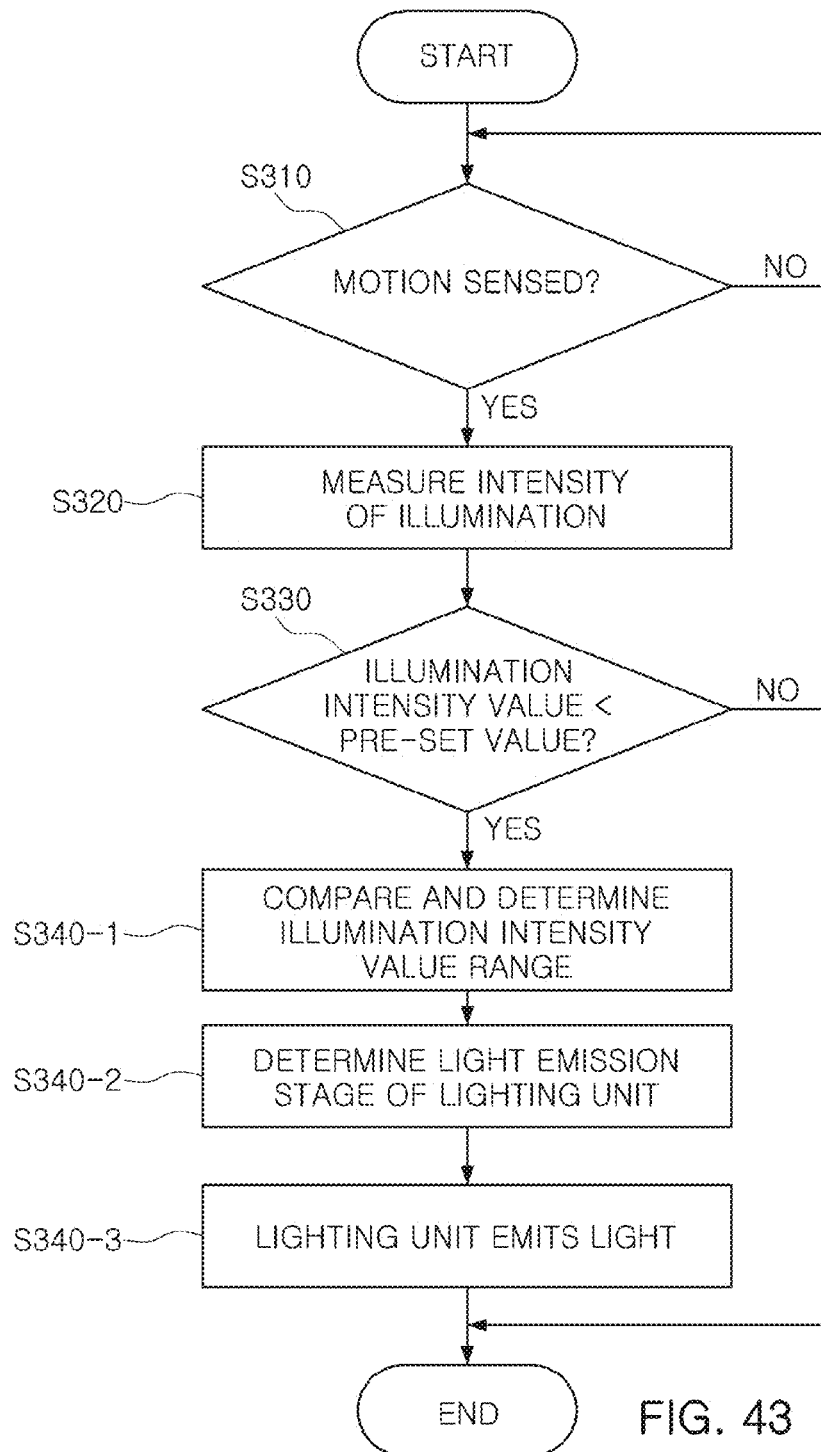 START
S310
MOTION SENSED?
NO
YES
S320
MEASURE INTENSITY
OF ILLUMINATION
S330
ILLUMINATION
INTENSITY VALUE <
PRE-SET VALUE?
NO
YES
S340-1
COMPARE AND DETERMINE
ILLUMINATION INTENSITY
VALUE RANGE
S340-2
DETERMINE LIGHT EMISSION
STAGE OF LIGHTING UNIT
S340-3
LIGHTING UNIT EMITS LIGHT
END
FIG. 43